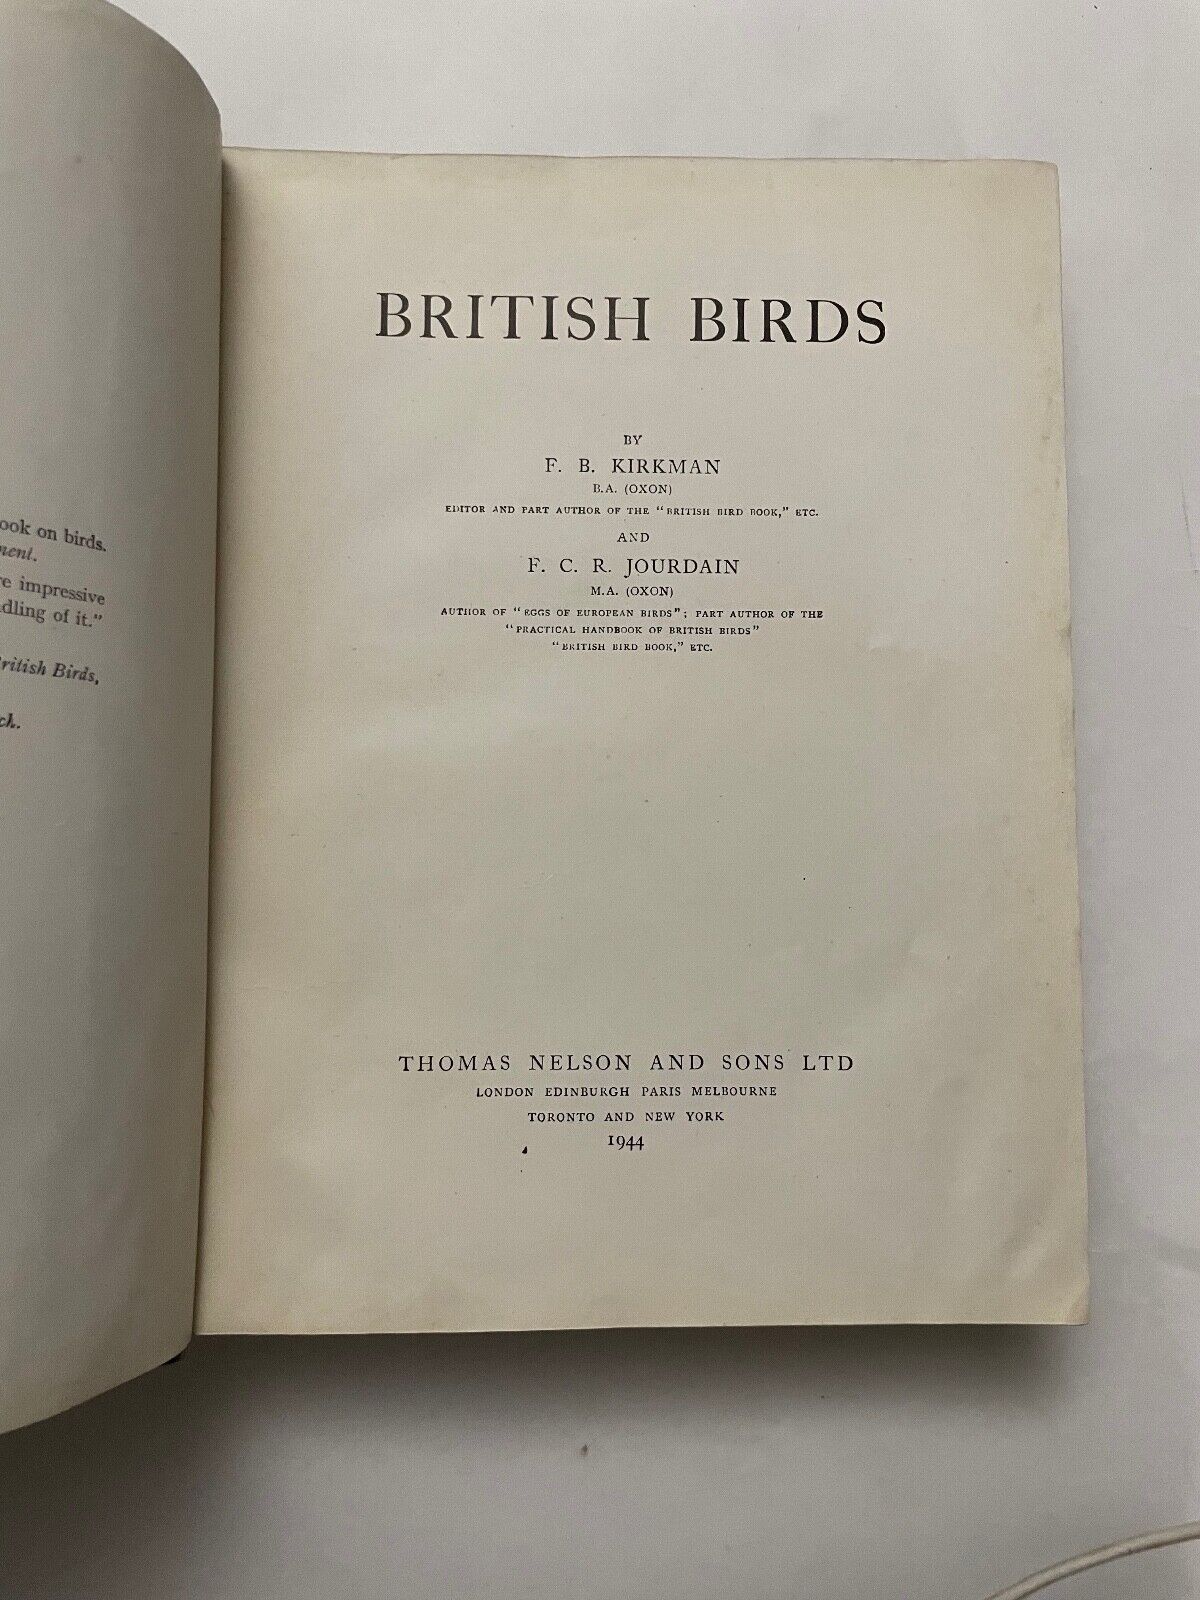 ook on birds.
ment.
re impressive
dling of it."
British Birds,
ch.
BRITISH BIRDS
BY
F. B. KIRKMAN
B.A. (OXON)
EDITOR AND PART AUTHOR OF THE "BRITISH BIRD BOOK," ETC.
AND
F. C. R. JOURDAIN
M.A. (OXON)
AUTHOR OF "EGGS OF EUROPEAN BIRDS"; PART AUTHOR OF THE
"PRACTICAL HANDBOOK OF BRITISH BIRDS"
"BRITISH BIRD BOOK," ETC.
THOMAS NELSON AND SONS LTD
LONDON EDINBURGH PARIS MELBOURNE
TORONTO AND NEW YORK
1944